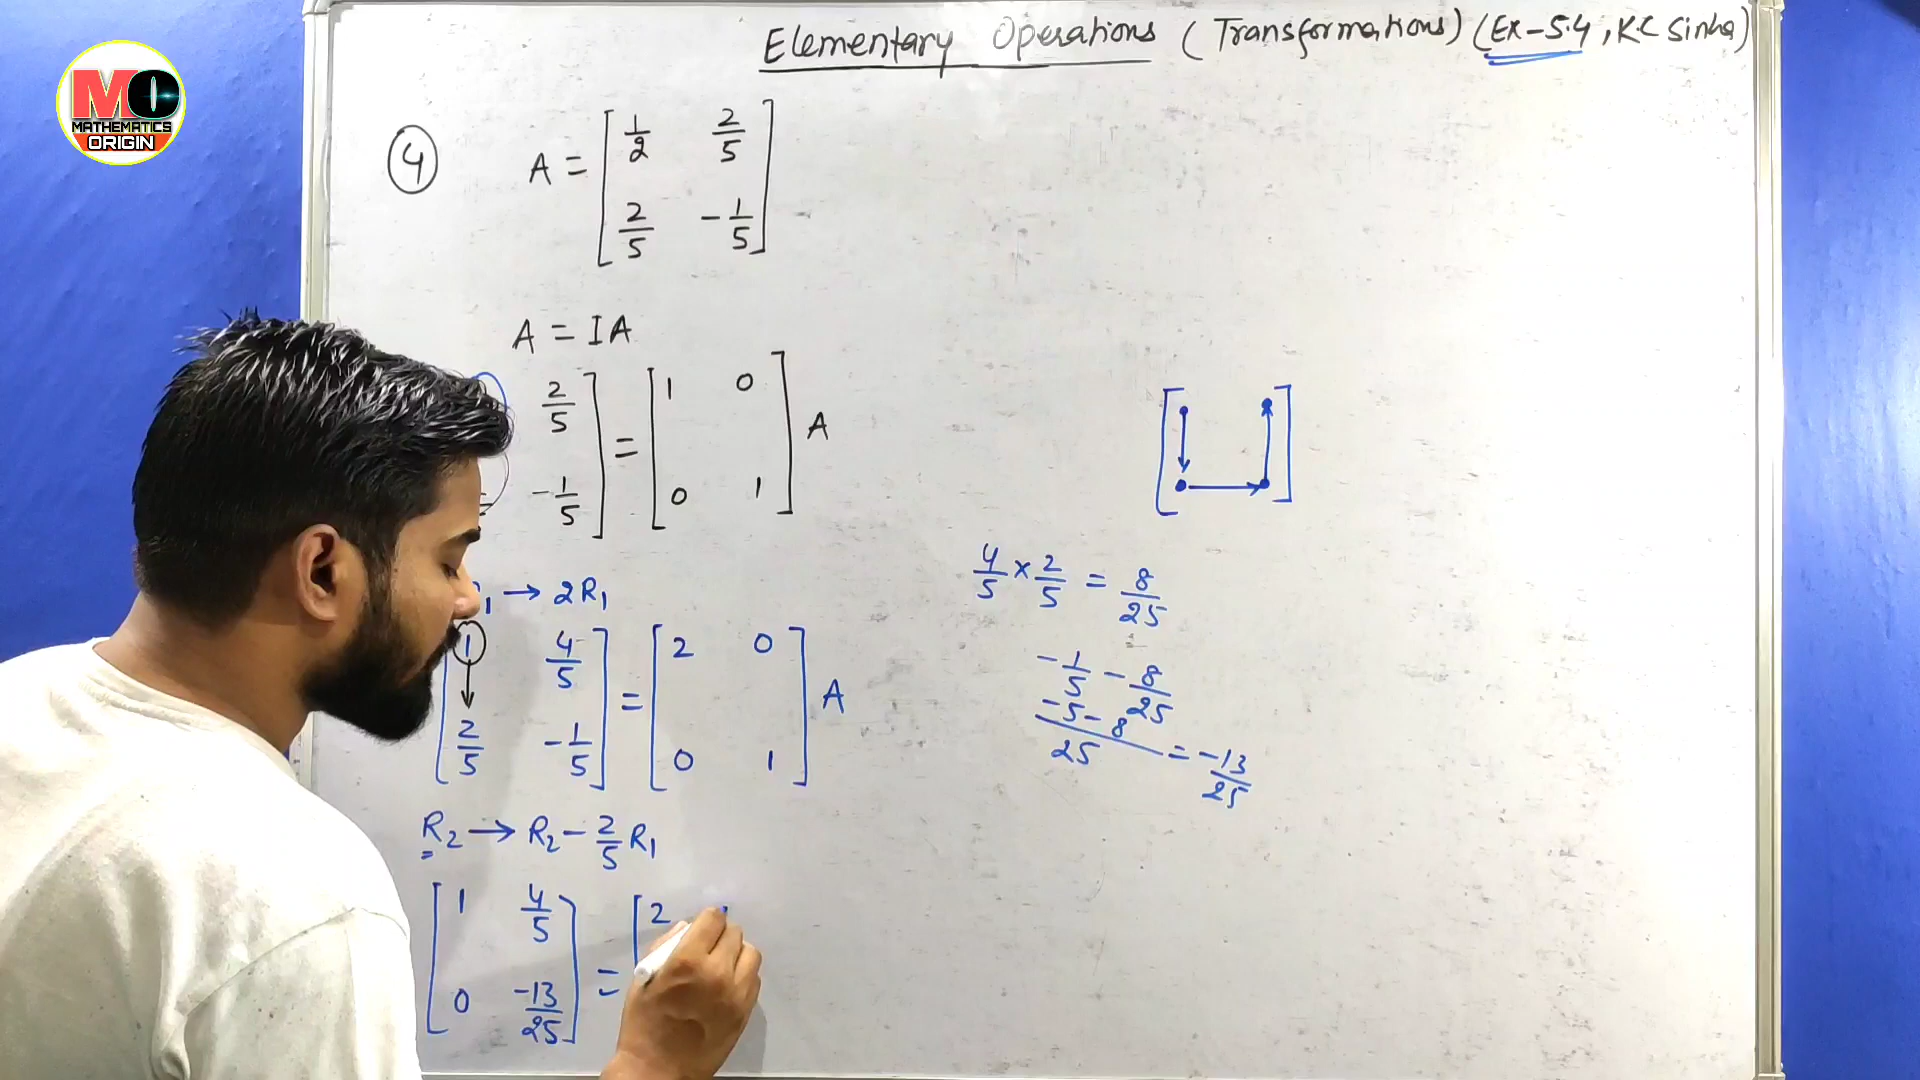 MO
MATHEMATICS
ORIGIN
Elementary Operations (Transformations) (Ex-5.4, K.C Sinha)
4 A = [ 1/2 2/5
2/5 -1/5 ]
A = IA
2/5 ] = [ 1 0
-1/5 ] = [ 0 1 ] A
1 → 2R1
[ 1 4/5 ] = [ 2 0 ] A
[ 2/5 -1/5 ] [ 0 1 ]
R2 → R2 - 2/5 R1
[ 1 4/5 ] = [ 2
[ 0 -13/25 ]
4/5 × 2/5 = 8/25
-1/5 - 8/25
-5-8/25 = -13/25